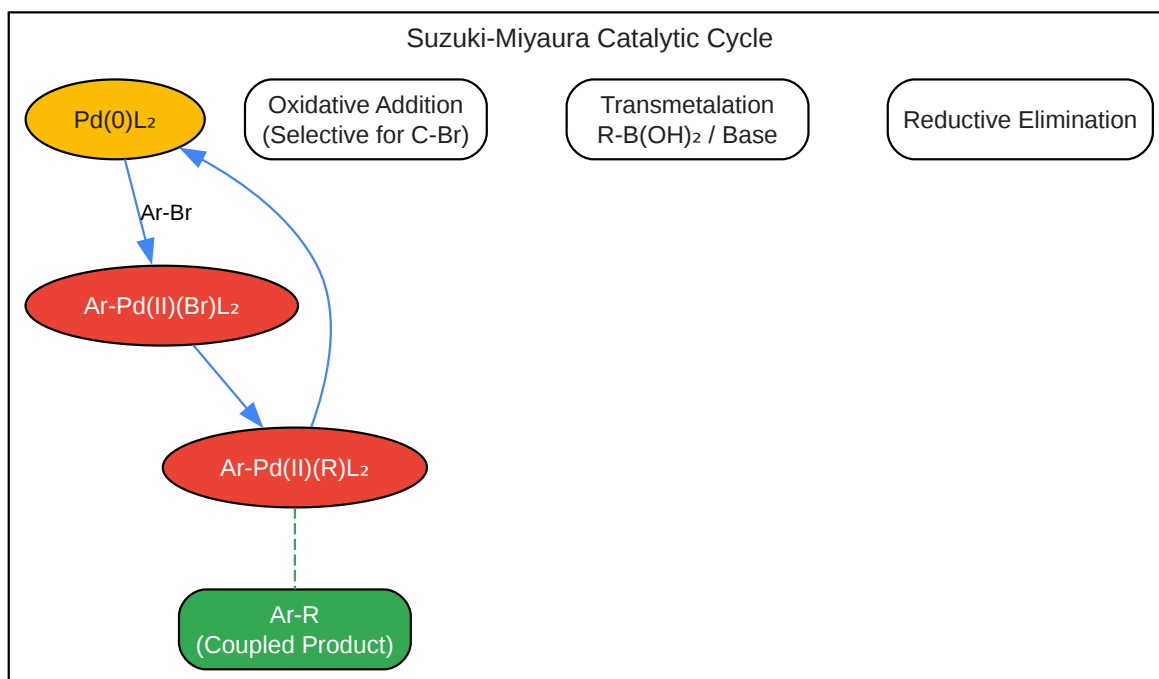 Suzuki-Miyaura Catalytic Cycle
Pd(0)L₂
Oxidative Addition
(Selective for C-Br)
Transmetalation
R-B(OH)₂ / Base
Reductive Elimination
Ar-Br
Ar-Pd(II)(Br)L₂
Ar-Pd(II)(R)L₂
Ar-R
(Coupled Product)